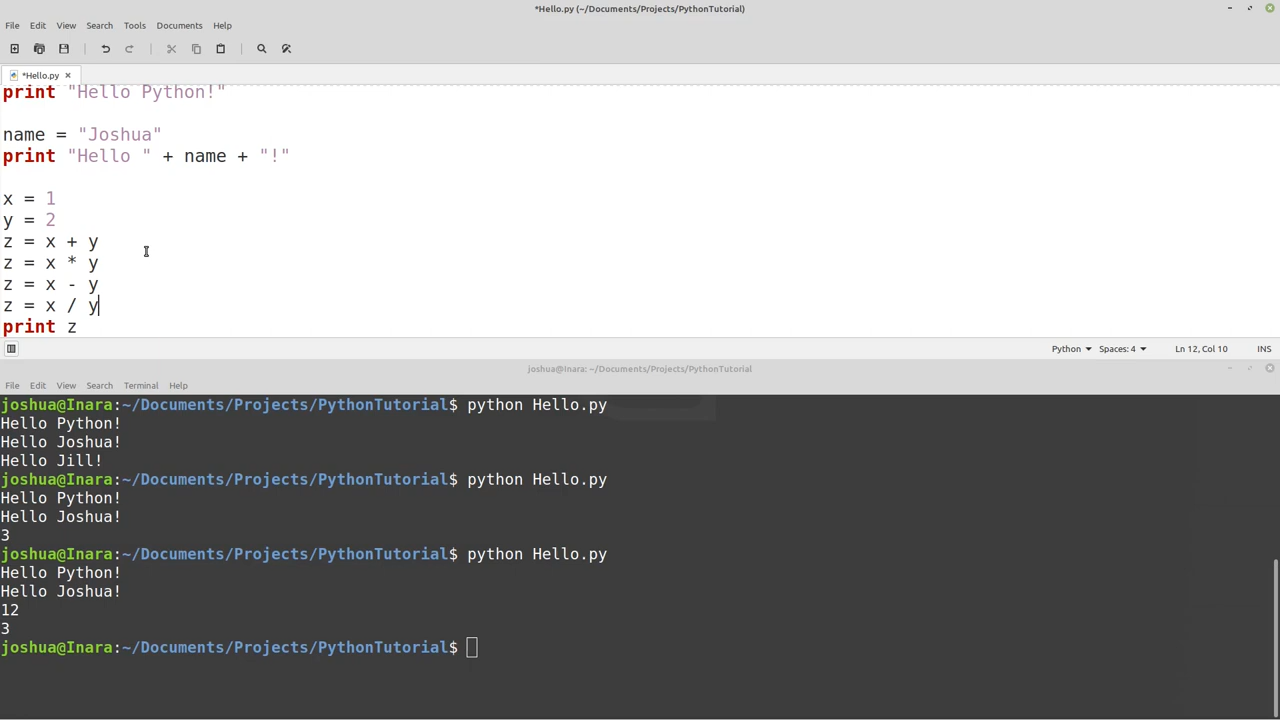 *Hello.py (~/Documents/Projects/PythonTutorial)
File Edit View Search Tools Documents Help
*Hello.py ×
print "Hello Python!"
name = "Joshua"
print "Hello " + name + "!"
x = 1
y = 2
z = x + y
z = x * y
z = x - y
z = x / y
print z
Python Spaces: 4 Ln 12, Col 10 INS
joshua@Inara: ~/Documents/Projects/PythonTutorial
File Edit View Search Terminal Help
joshua@Inara:~/Documents/Projects/PythonTutorial$ python Hello.py
Hello Python!
Hello Joshua!
Hello Jill!
joshua@Inara:~/Documents/Projects/PythonTutorial$ python Hello.py
Hello Python!
Hello Joshua!
3
joshua@Inara:~/Documents/Projects/PythonTutorial$ python Hello.py
Hello Python!
Hello Joshua!
12
3
joshua@Inara:~/Documents/Projects/PythonTutorial$